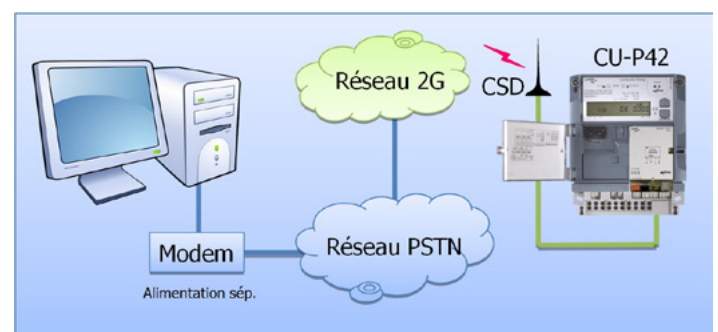 CU-P42
Réseau 2G
CSD
Modem
Réseau PSTN
Alimentation sép.